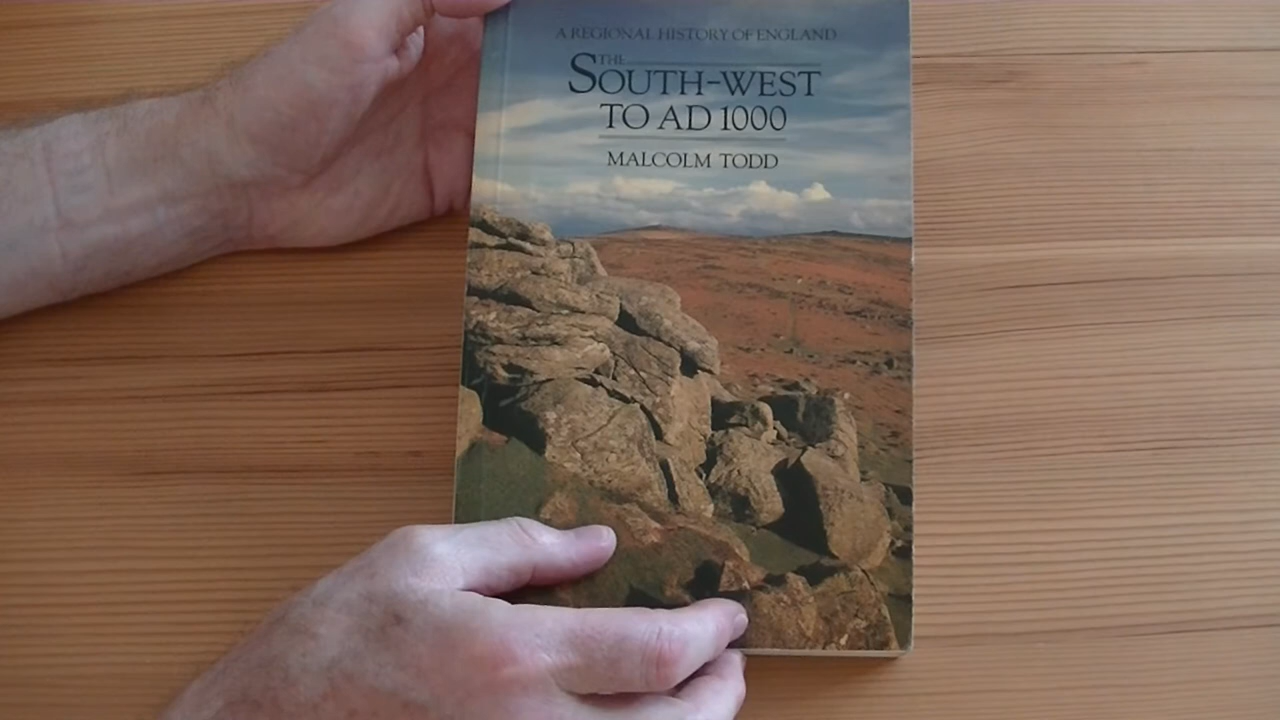 A REGIONAL HISTORY OF ENGLAND
THE
SOUTH-WEST
TO AD 1000
MALCOLM TODD